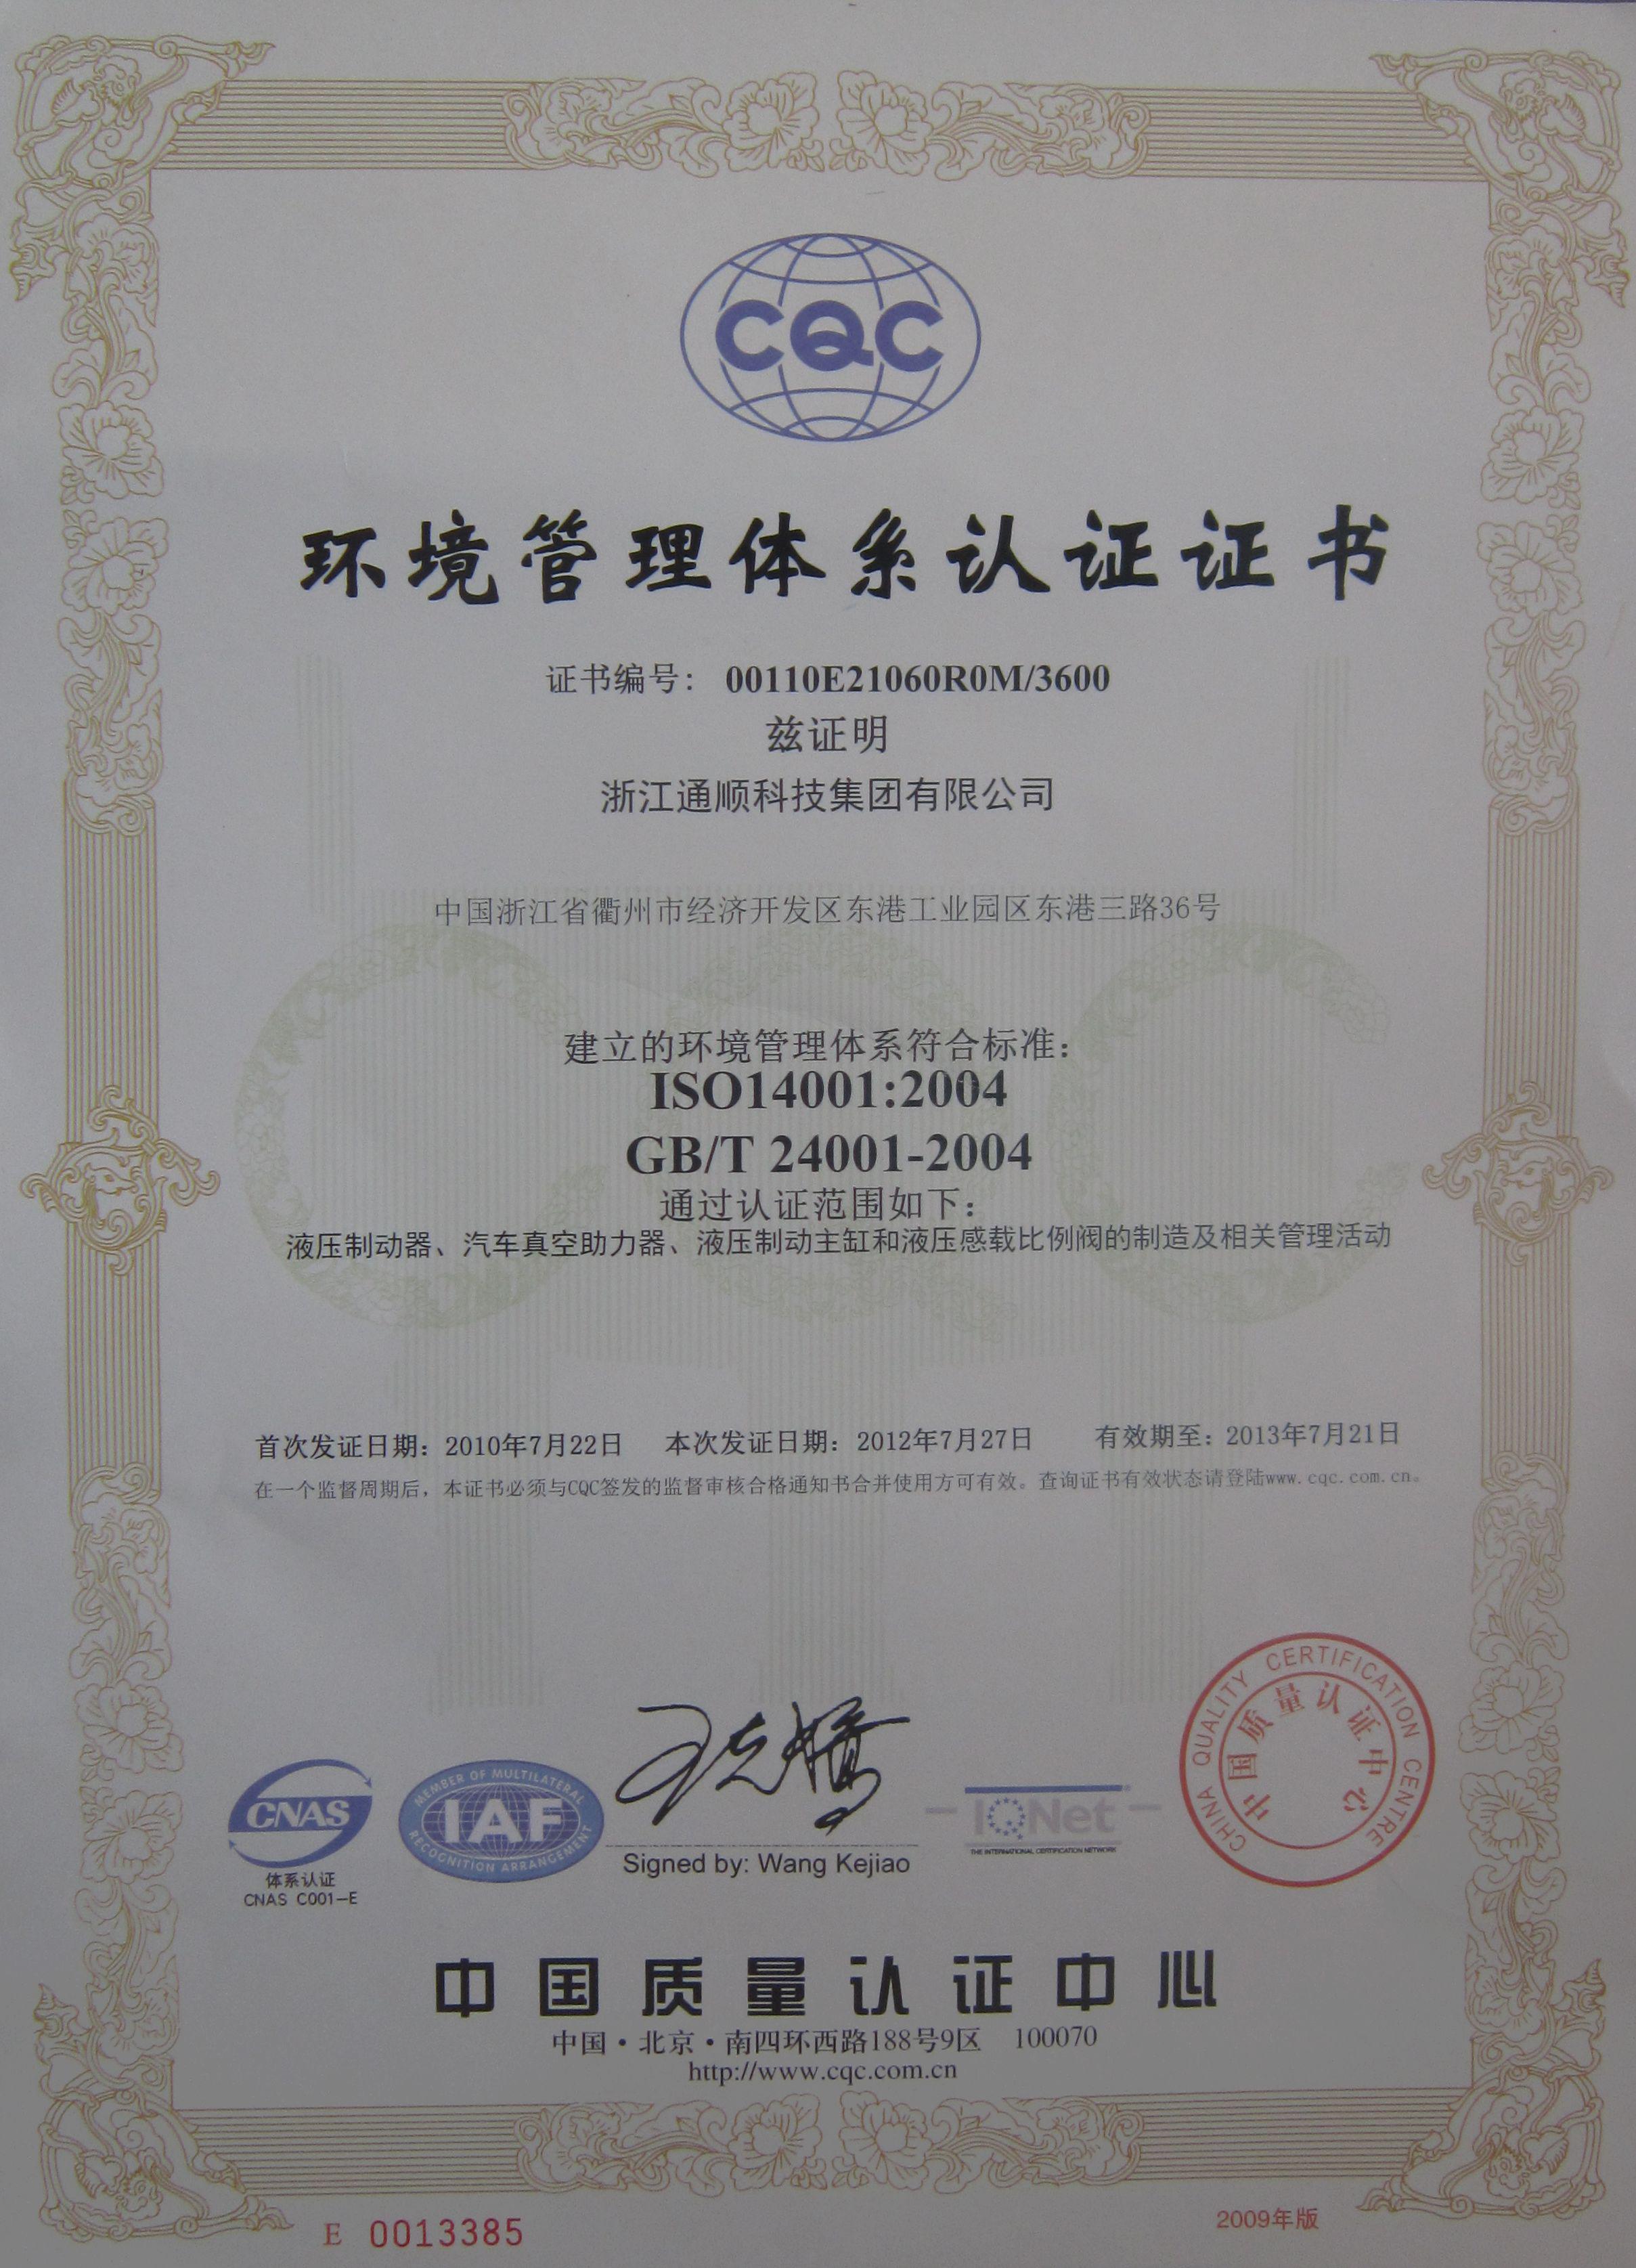 CQC
环境管理体系认证证书
证书编号： 00110E21060R0M/3600
兹证明
浙江通顺科技集团有限公司
中国浙江省衢州市经济开发区东港工业园区东港三路36号
建立的环境管理体系符合标准：
ISO14001:2004
GB/T 24001-2004
通过认证范围如下：
液压制动器、汽车真空助力器、液压制动主缸和液压感载比例阀的制造及相关管理活动
首次发证日期：2010年7月22日 本次发证日期：2012年7月27日 有效期至：2013年7月21日
在一个监督周期后，本证书必须与CQC签发的监督审核合格通知书合并使用方可有效。查询证书有效状态请登陆www.cqc.com.cn。
CNAS
体系认证
CNAS C001-E
MEMBER OF MULTILATERAL
IAF
RECOGNITION ARRANGEMENT
Signed by: Wang Kejiao
IQNet
THE INTERNATIONAL CERTIFICATION NETWORK
CHINA QUALITY CERTIFICATION CENTRE
中国质量认证中心
中国质量认证中心
中国·北京·南四环西路188号9区 100070
http://www.cqc.com.cn
E 0013385
2009年版